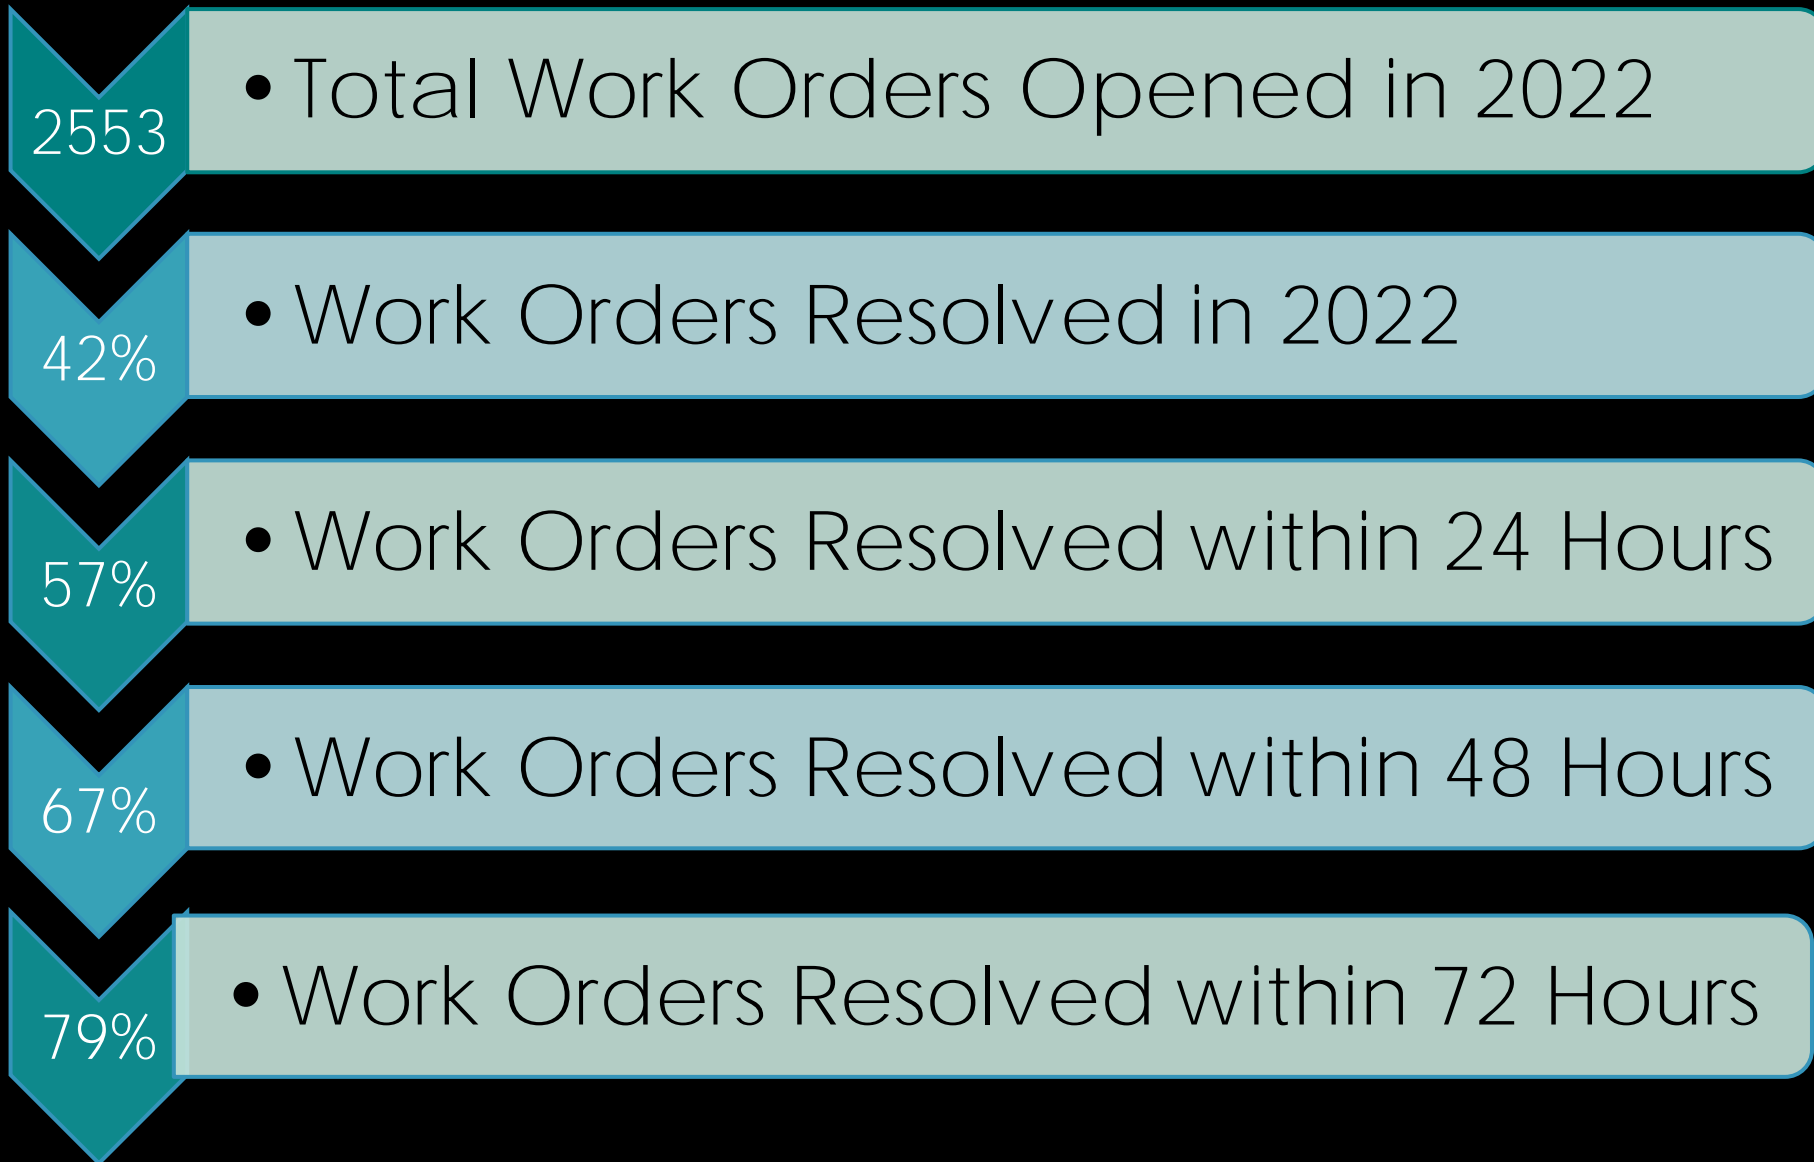 2553
• Total Work Orders Opened in 2022
42%
• Work Orders Resolved in 2022
57%
• Work Orders Resolved within 24 Hours
67%
• Work Orders Resolved within 48 Hours
79%
• Work Orders Resolved within 72 Hours